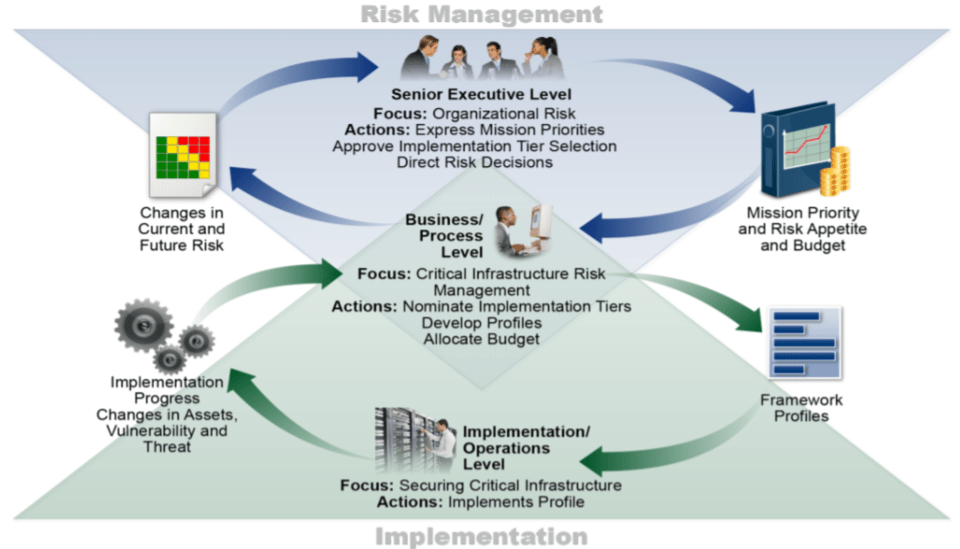 Risk Management
Senior Executive Level
Focus: Organizational Risk
Actions: Express Mission Priorities
Approve Implementation Tier Selection
Direct Risk Decisions
Changes in
Current and
Future Risk
Mission Priority
and Risk Appetite
and Budget
Business/
Process
Level
Focus: Critical Infrastructure Risk
Management
Actions: Nominate Implementation Tiers
Develop Profiles
Allocate Budget
Implementation
Progress
Changes in Assets,
Vulnerability and
Threat
Framework
Profiles
Implementation/
Operations
Level
Focus: Securing Critical Infrastructure
Actions: Implements Profile
Implementation